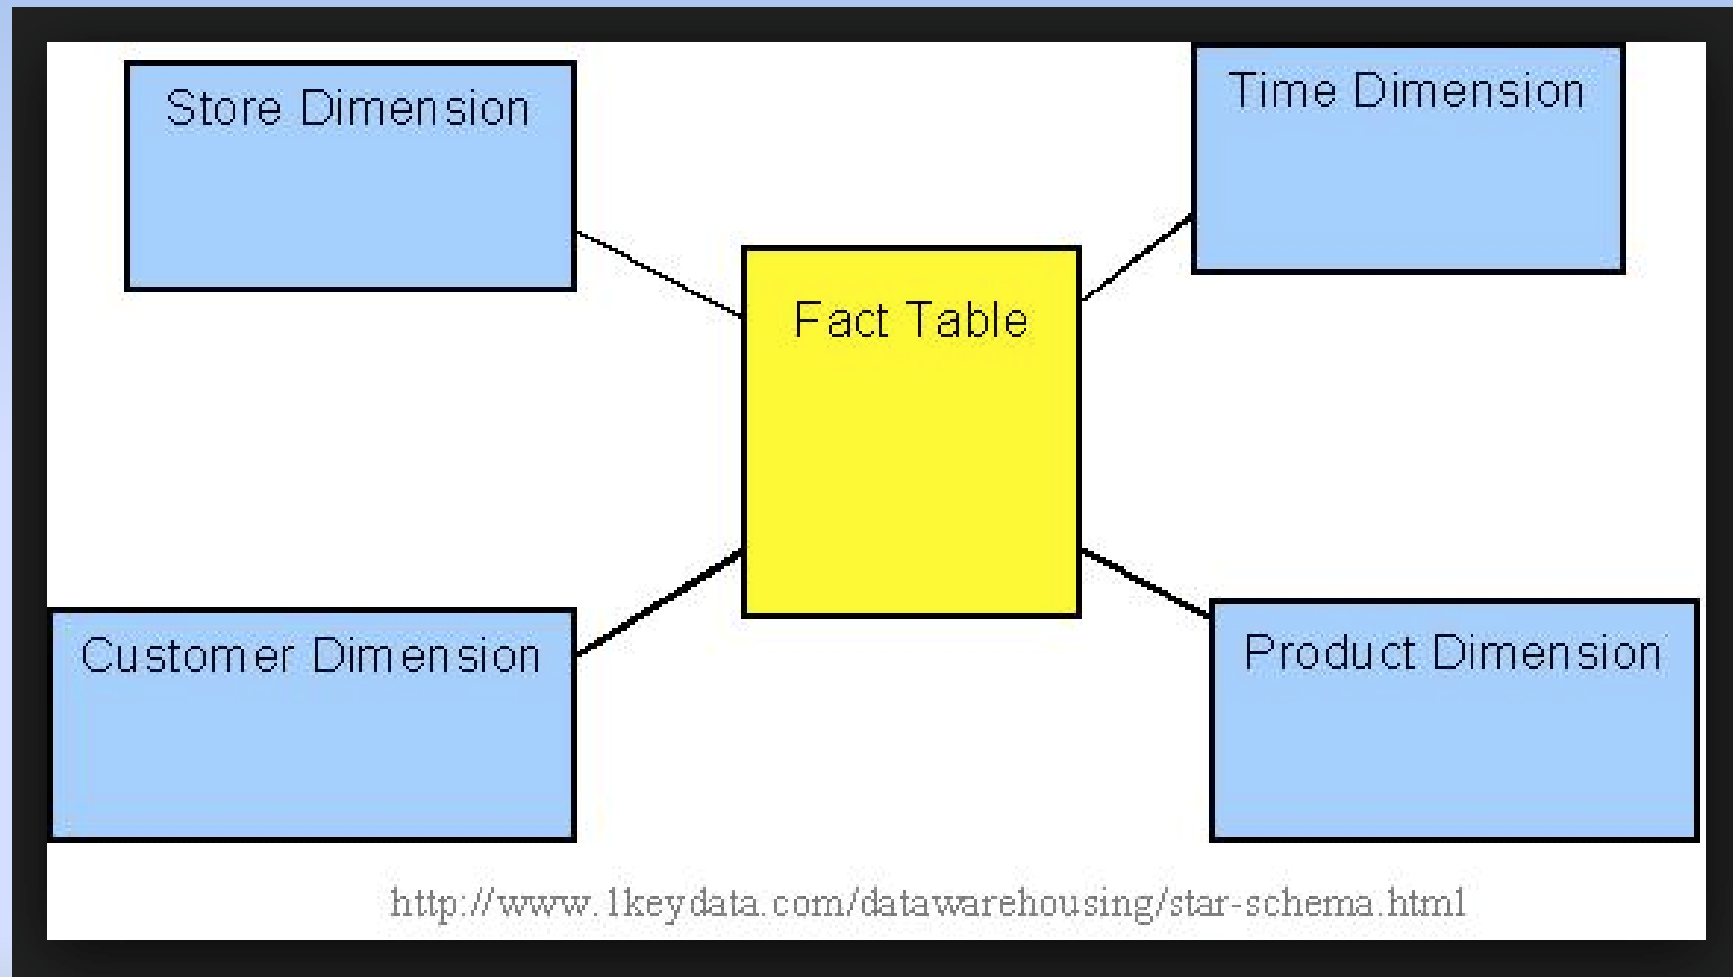 Store Dimension
Time Dimension
Fact Table
Customer Dimension
Product Dimension
http://www.1keydata.com/datawarehousing/star-schema.html